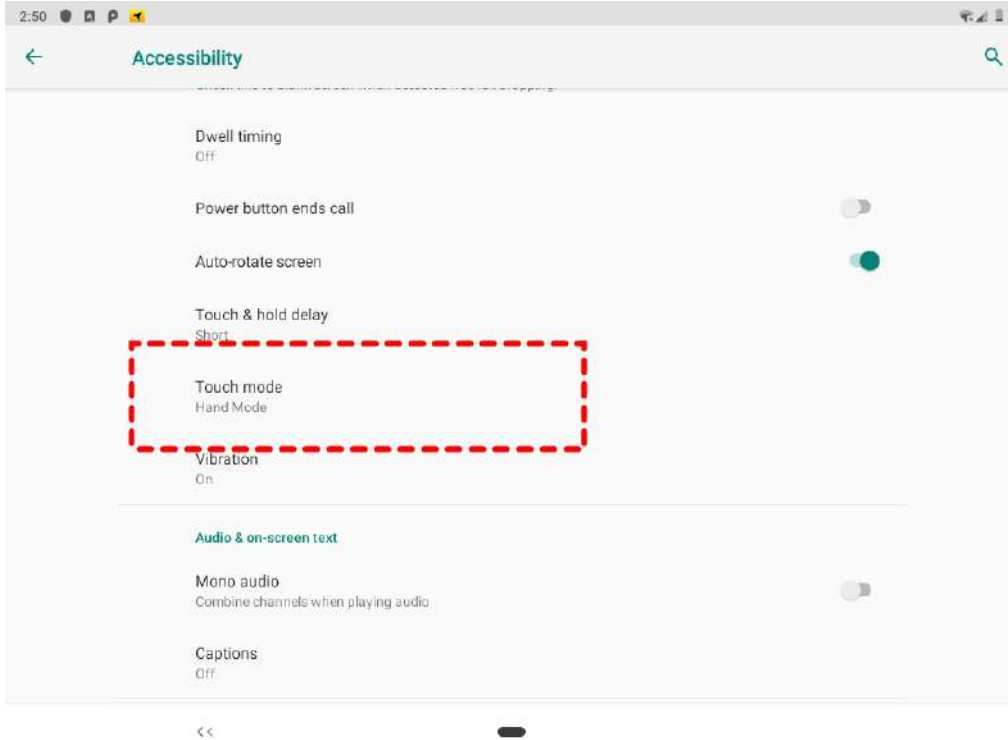 2:50
Accessibility
Dwell timing
Off
Power button ends call
Auto-rotate screen
Touch & hold delay
Short
Touch mode
Hand Mode
Vibration
On
Audio & on-screen text
Mono audio
Combine channels when playing audio
Captions
Off
<<